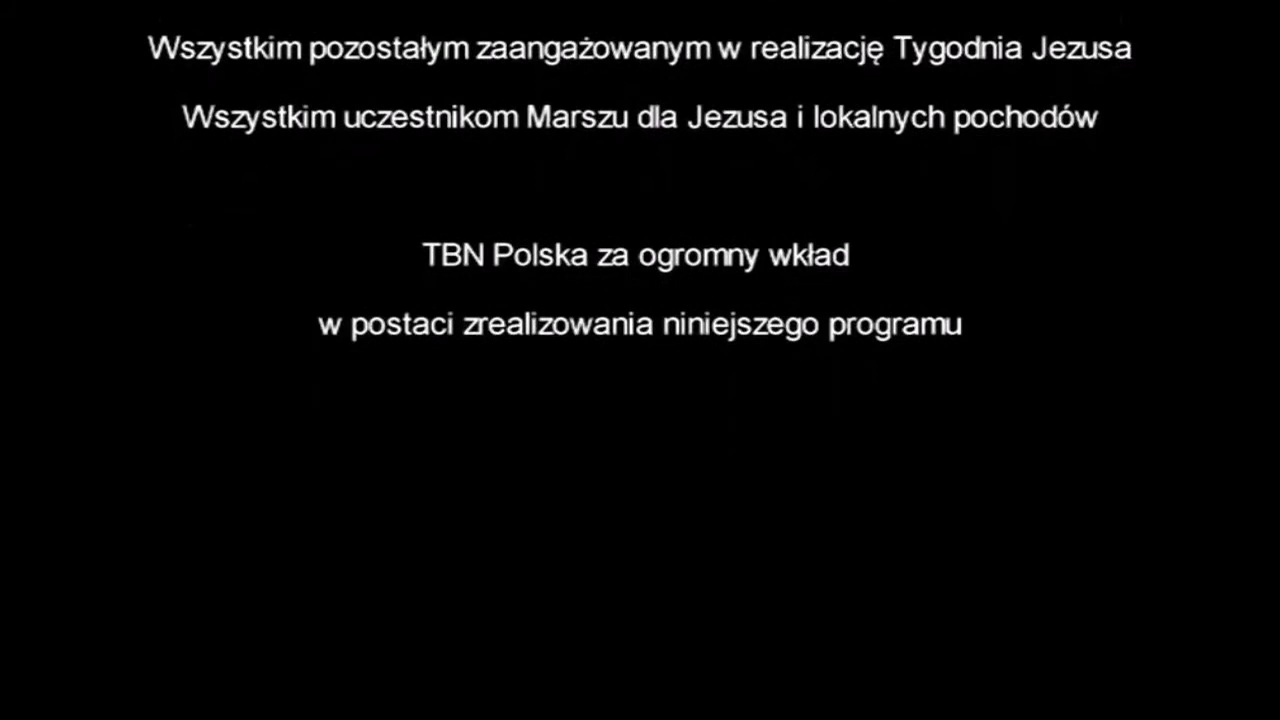 Wszystkim pozostałym zaangażowanym w realizację Tygodnia Jezusa
Wszystkim uczestnikom Marszu dla Jezusa i lokalnych pochodów
TBN Polska za ogromny wkład
w postaci zrealizowania niniejszego programu